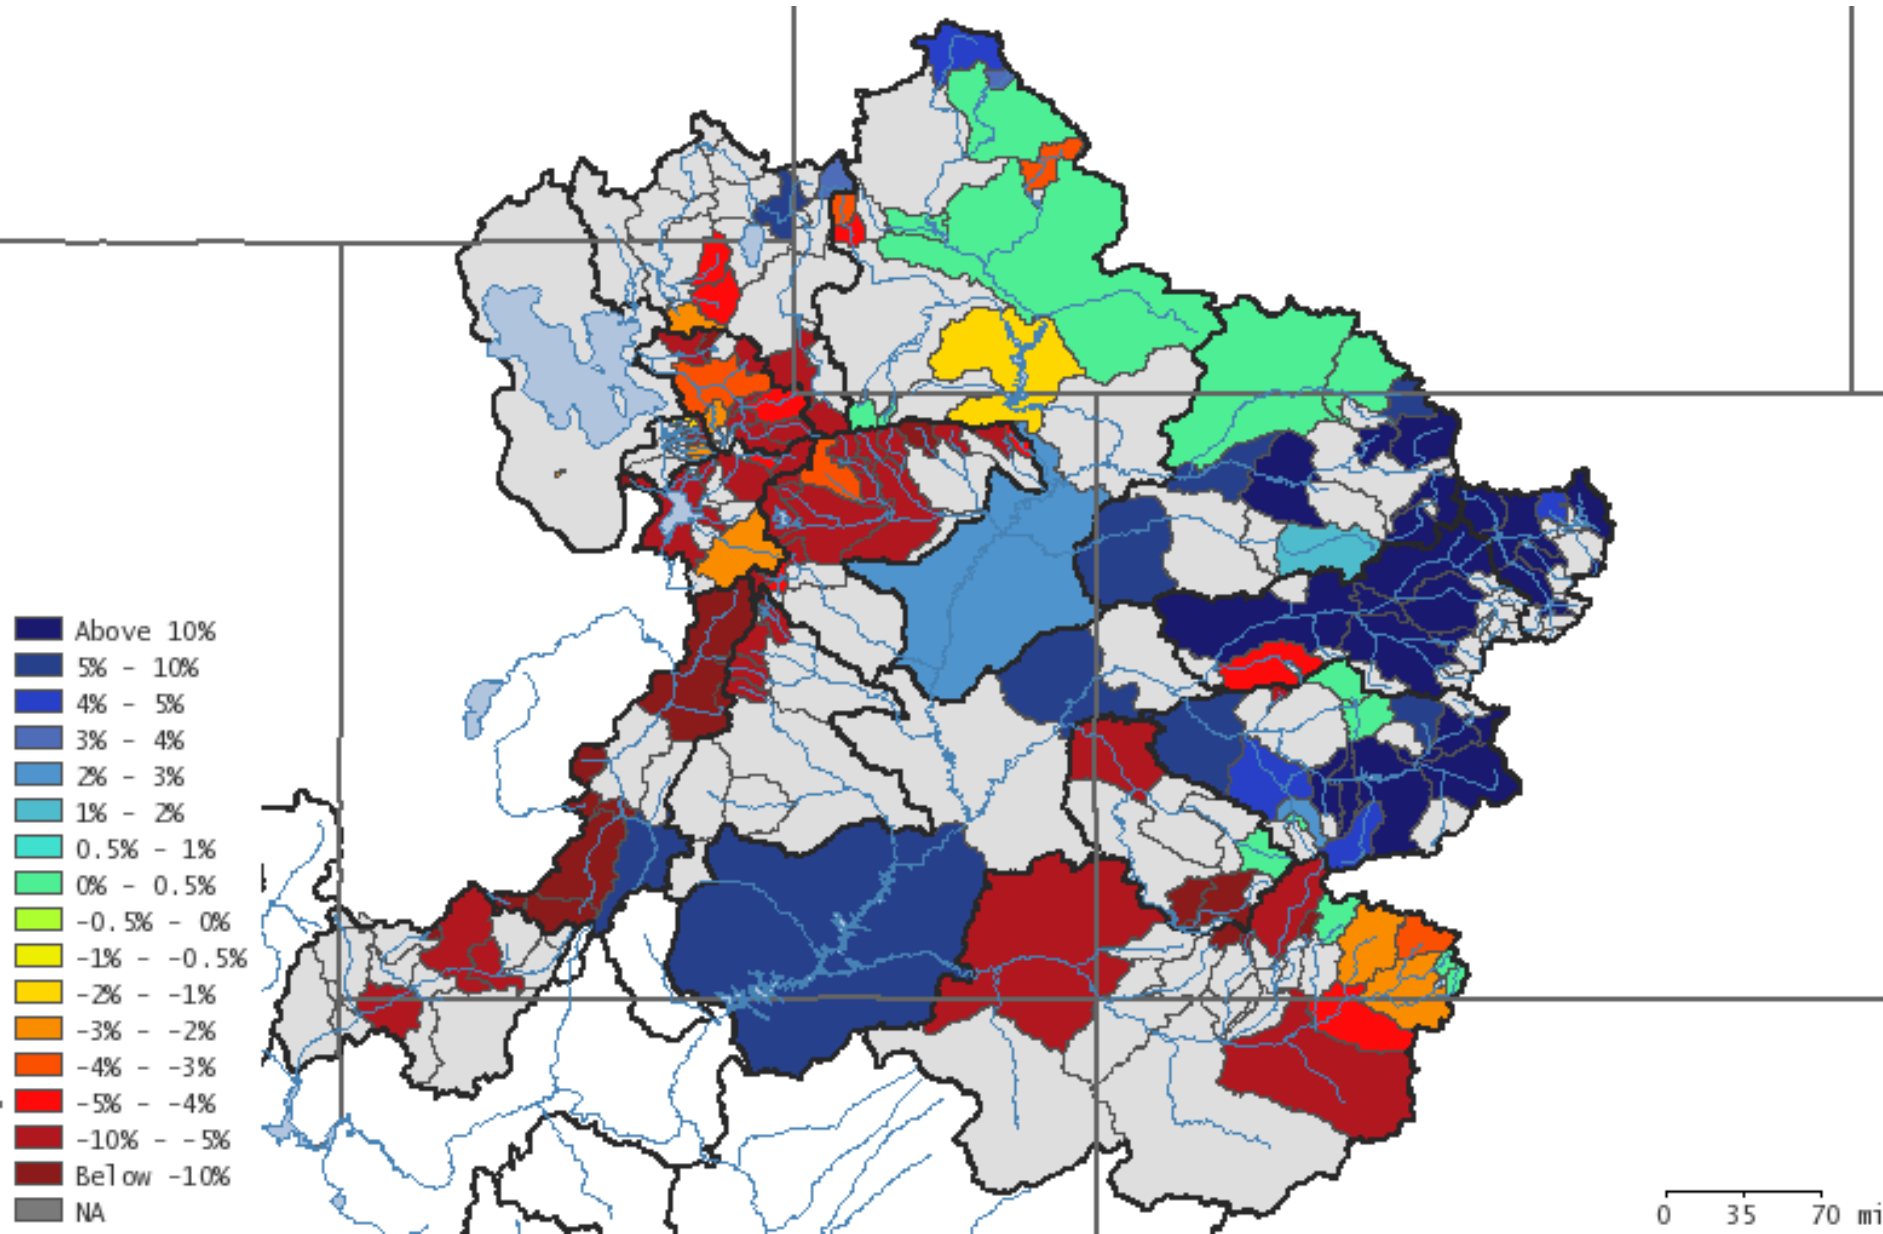 Above 10%
5% - 10%
4% - 5%
3% - 4%
2% - 3%
1% - 2%
0.5% - 1%
0% - 0.5%
-0.5% - 0%
-1% - -0.5%
-2% - -1%
-3% - -2%
-4% - -3%
-5% - -4%
-10% - -5%
Below -10%
NA
0 35 70 mi